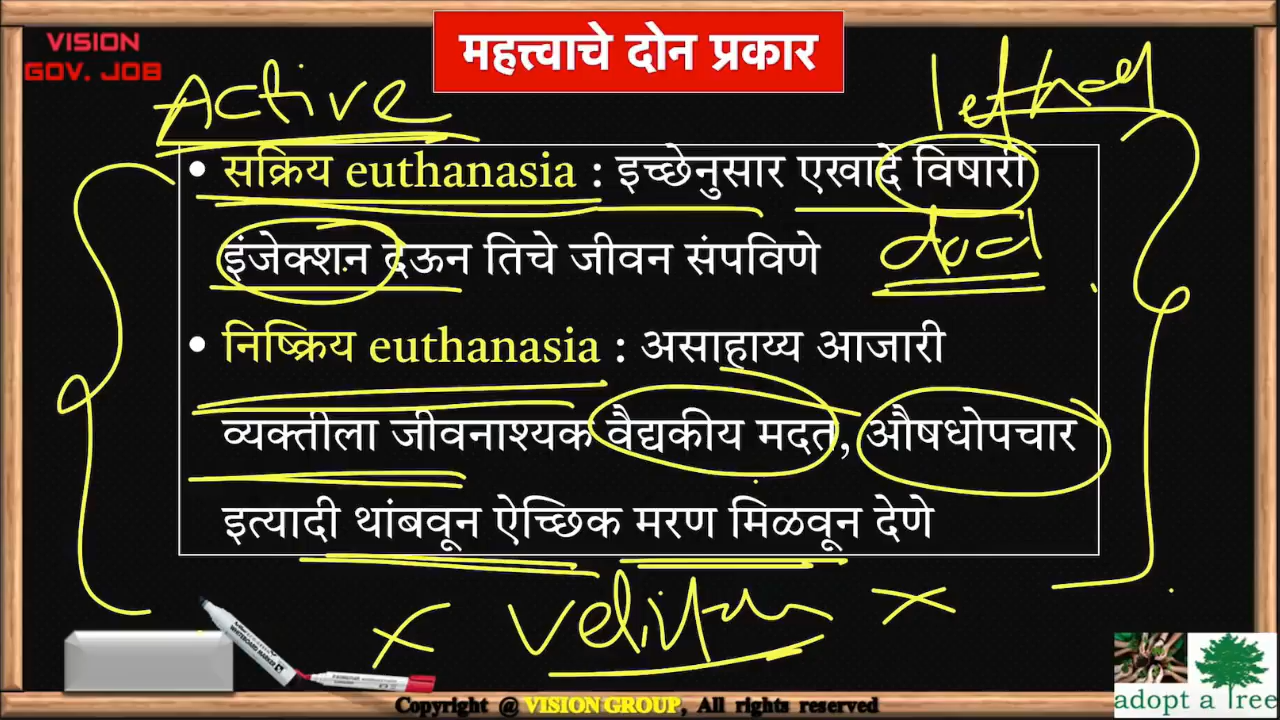 महत्त्वाचे दोन प्रकार
VISION
GOV. JOB
Active
lethal
• सक्रिय euthanasia : इच्छेनुसार एखादे विषारी
इंजेक्शन देऊन तिचे जीवन संपविणे
• निष्क्रिय euthanasia : असाहाय्य आजारी
व्यक्तीला जीवनाश्यक वैद्यकीय मदत, औषधोपचार
इत्यादी थांबवून ऐच्छिक मरण मिळवून देणे
adopt a Tree
Copyright @ VISION GROUP, All rights reserved